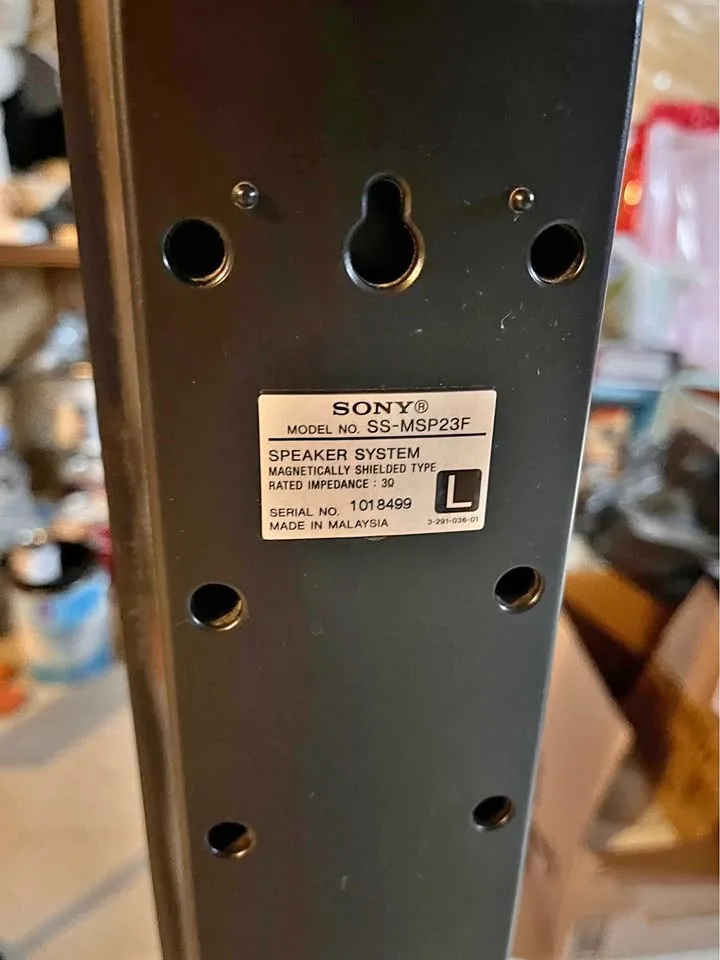 SONY®
MODEL NO. SS-MSP23F
SPEAKER SYSTEM
MAGNETICALLY SHIELDED TYPE
RATED IMPEDANCE : 3Ω
L
SERIAL NO. 1018499
MADE IN MALAYSIA 3-291-036-01